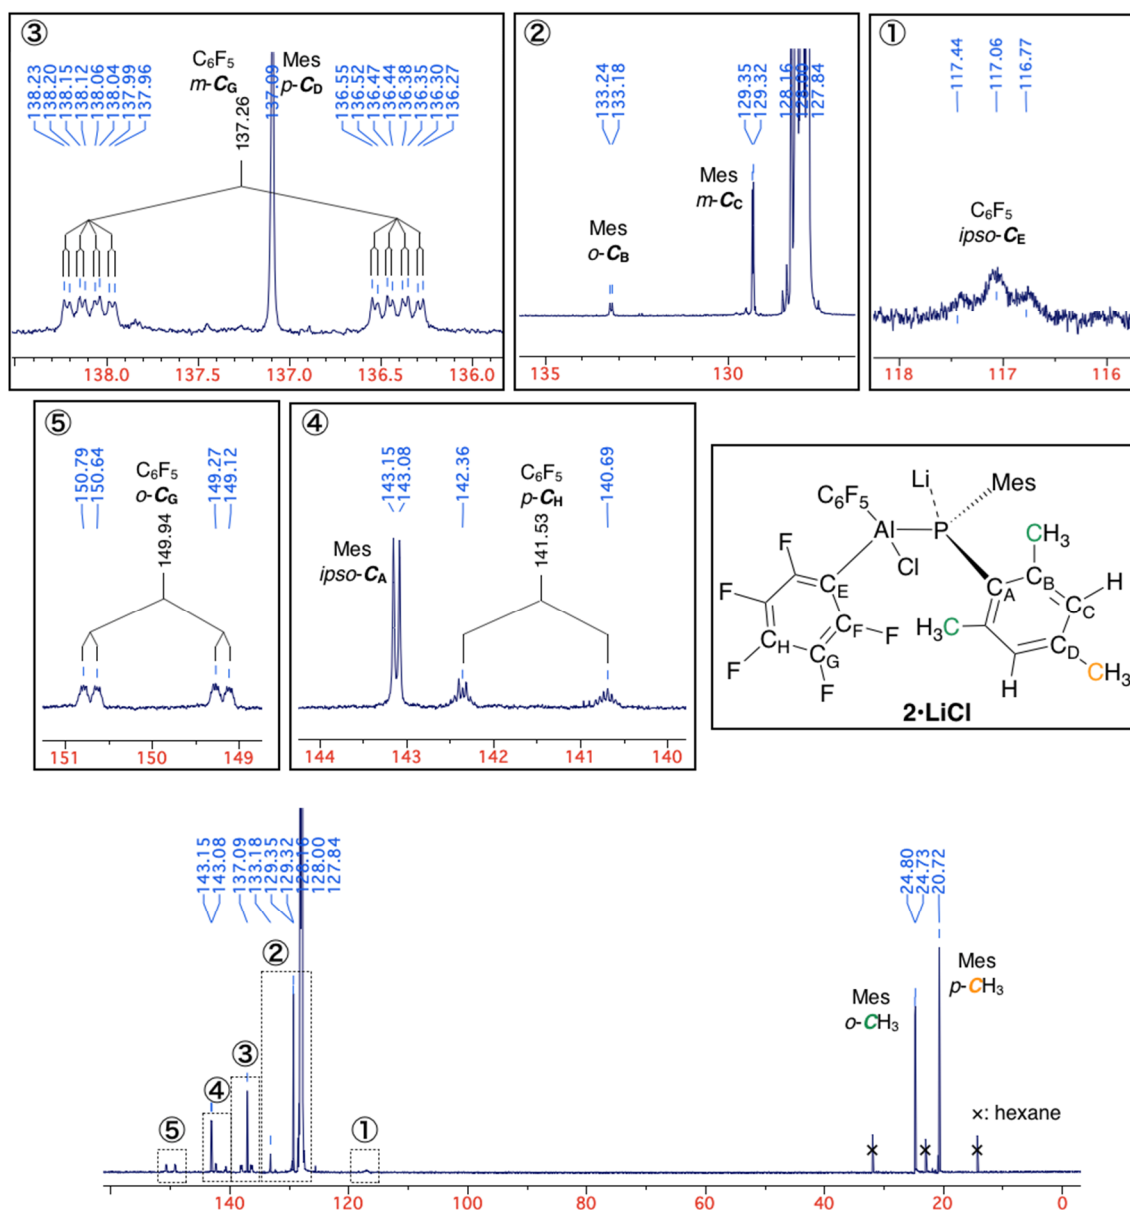 ③
138.23
138.20
138.15
138.12
138.06
138.04
137.99
137.96
C6F5
m-CG
137.26
137.09
Mes
p-CD
136.55
136.52
136.47
136.44
136.38
136.35
136.30
136.27
138.0 137.5 137.0 136.5 136.0
②
133.24
133.18
Mes
o-CB
129.35
129.32
Mes
m-CC
128.16
128.00
127.84
135 130
①
117.44
117.06
116.77
C6F5
ipso-CE
118 117 116
⑤
150.79
150.64
C6F5
o-CG
149.94
149.27
149.12
151 150 149
④
143.15
143.08
142.36
Mes
ipso-CA
C6F5
p-CH
141.53
140.69
144 143 142 141 140
Li
Mes
C6F5
Al
P
Cl
CH3
F
CE
CA
CB
H
F
CC
H3C
CF
F
CH
CG
CD
F
F
H
CH3
2•LiCl
143.15
143.08
137.09
133.18
129.35
129.32
128.16
128.00
127.84
24.80
24.73
20.72
②
③
④
⑤
①
Mes
o-CH3
Mes
p-CH3
×: hexane
×
×
×
140 120 100 80 60 40 20 0